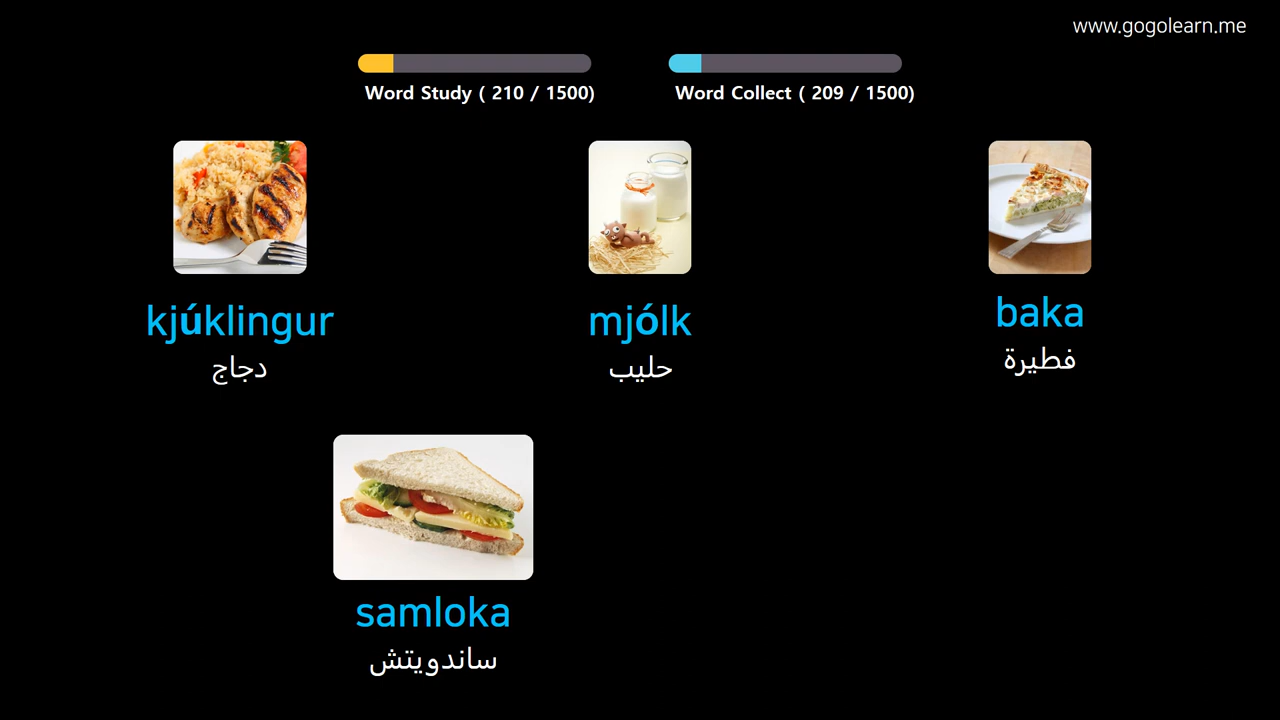 www.gogolearn.me
Word Study ( 210 / 1500)
Word Collect ( 209 / 1500)
kjúklingur
دجاج
mjólk
حليب
baka
فطيرة
samloka
ساندويتش